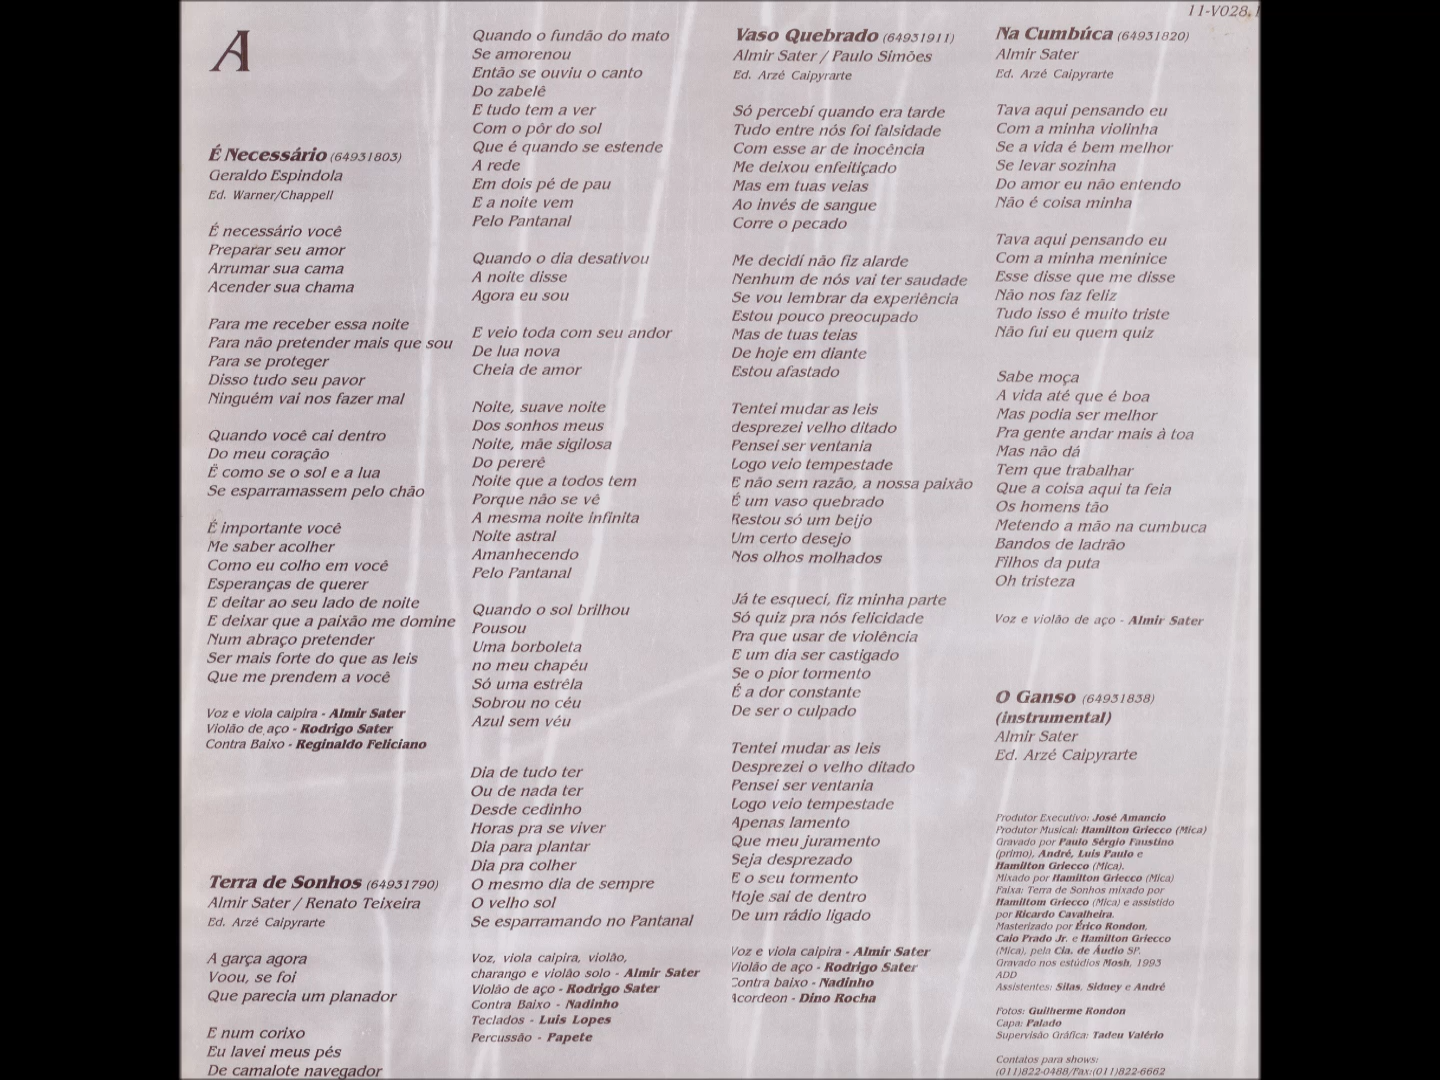 11-V028.1
A
É Necessário (64931803)
Geraldo Espindola
Ed. Warner/Chappell
É necessário você
Preparar seu amor
Arrumar sua cama
Acender sua chama
Para me receber essa noite
Para não pretender mais que sou
Para se proteger
Disso tudo seu pavor
Ninguém vai nos fazer mal
Quando você cai dentro
Do meu coração
É como se o sol e a lua
Se esparramassem pelo chão
É importante você
Me saber acolher
Como eu colho em você
Esperanças de querer
E deitar ao seu lado de noite
E deixar que a paixão me domine
Num abraço pretender
Ser mais forte do que as leis
Que me prendem a você
Voz e viola caipira - Almir Sater
Violão de aço - Rodrigo Sater
Contra Baixo - Reginaldo Feliciano
Terra de Sonhos (64931790)
Almir Sater / Renato Teixeira
Ed. Arzé Caipyrarte
A garça agora
Voou, se foi
Que parecia um planador
E num corixo
Eu lavei meus pés
De camalote navegador
Quando o fundão do mato
Se amorenou
Então se ouviu o canto
Do zabelê
E tudo tem a ver
Com o pôr do sol
Que é quando se estende
A rede
Em dois pé de pau
E a noite vem
Pelo Pantanal
Quando o dia desativou
A noite disse
Agora eu sou
E veio toda com seu andor
De lua nova
Cheia de amor
Noite, suave noite
Dos sonhos meus
Noite, mãe sigilosa
Do pererê
Noite que a todos tem
Porque não se vê
A mesma noite infinita
Noite astral
Amanhecendo
Pelo Pantanal
Quando o sol brilhou
Pousou
Uma borboleta
no meu chapéu
Só uma estrêla
Sobrou no céu
Azul sem véu
Dia de tudo ter
Ou de nada ter
Desde cedinho
Horas pra se viver
Dia para plantar
Dia pra colher
O mesmo dia de sempre
O velho sol
Se esparramando no Pantanal
Voz, viola caipira, violão,
charango e violão solo - Almir Sater
Violão de aço - Rodrigo Sater
Contra Baixo - Nadinho
Teclados - Luis Lopes
Percussão - Papete
Vaso Quebrado (64931911)
Almir Sater / Paulo Simões
Ed. Arzé Caipyrarte
Só percebí quando era tarde
Tudo entre nós foi falsidade
Com esse ar de inocência
Me deixou enfeitiçado
Mas em tuas veias
Ao invés de sangue
Corre o pecado
Me decidí não fiz alarde
Nenhum de nós vai ter saudade
Se vou lembrar da experiência
Estou pouco preocupado
Mas de tuas teias
De hoje em diante
Estou afastado
Tentei mudar as leis
desprezei velho ditado
Pensei ser ventania
Logo veio tempestade
E não sem razão, a nossa paixão
É um vaso quebrado
Restou só um beijo
Um certo desejo
Nos olhos molhados
Já te esqueci, fiz minha parte
Só quiz pra nós felicidade
Pra que usar de violência
E um dia ser castigado
Se o pior tormento
É a dor constante
De ser o culpado
Tentei mudar as leis
Desprezei o velho ditado
Pensei ser ventania
Logo veio tempestade
Apenas lamento
Que meu juramento
Seja desprezado
E o seu tormento
Hoje sai de dentro
De um rádio ligado
Voz e viola caipira - Almir Sater
Violão de aço - Rodrigo Sater
Contra baixo - Nadinho
Acordeon - Dino Rocha
Na Cumbúca (64931820)
Almir Sater
Ed. Arzé Caipyrarte
Tava aqui pensando eu
Com a minha violinha
Se a vida é bem melhor
Se levar sozinha
Do amor eu não entendo
Não é coisa minha
Tava aqui pensando eu
Com a minha meninice
Esse disse que me disse
Não nos faz feliz
Tudo isso é muito triste
Não fui eu quem quiz
Sabe moça
A vida até que é boa
Mas podia ser melhor
Pra gente andar mais à toa
Mas não dá
Tem que trabalhar
Que a coisa aqui ta feia
Os homens tão
Metendo a mão na cumbuca
Bandos de ladrão
Filhos da puta
Oh tristeza
Voz e violão de aço - Almir Sater
O Ganso (64931838)
(instrumental)
Almir Sater
Ed. Arzé Caipyrarte
Produtor Executivo: José Amancio
Produtor Musical: Hamilton Griecco (Mica)
Gravado por Paulo Sérgio Faustino
(primo), André, Luis Paulo e
Hamilton Griecco (Mica).
Mixado por Hamilton Griecco (Mica)
Faixa: Terra de Sonhos mixado por
Hamiltom Griecco (Mica) e assistido
por Ricardo Cavalheira.
Masterizado por Érico Rondon,
Caio Prado Jr. e Hamilton Griecco
(Mica), pela Cia. de Áudio SP.
Gravado nos estúdios Mosh, 1993
ADD
Assistentes: Silas, Sidney e André
Fotos: Guilherme Rondon
Capa: Palado
Supervisão Gráfica: Tadeu Valério
Contatos para shows:
(011)822-0488/Fax:(011)822-6662